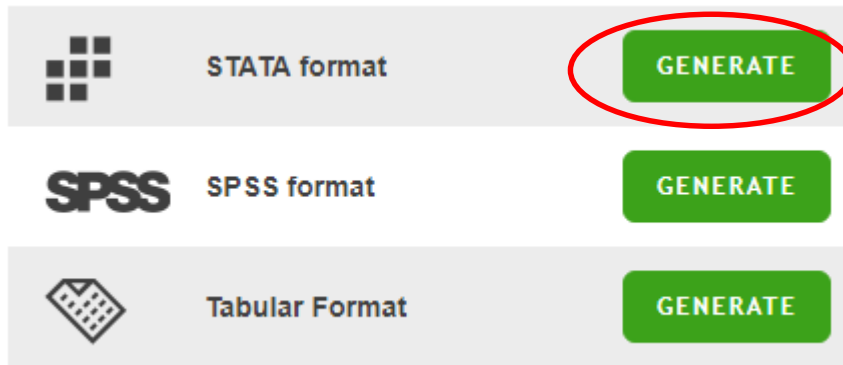 STATA format GENERATE
SPSS SPSS format GENERATE
Tabular Format GENERATE